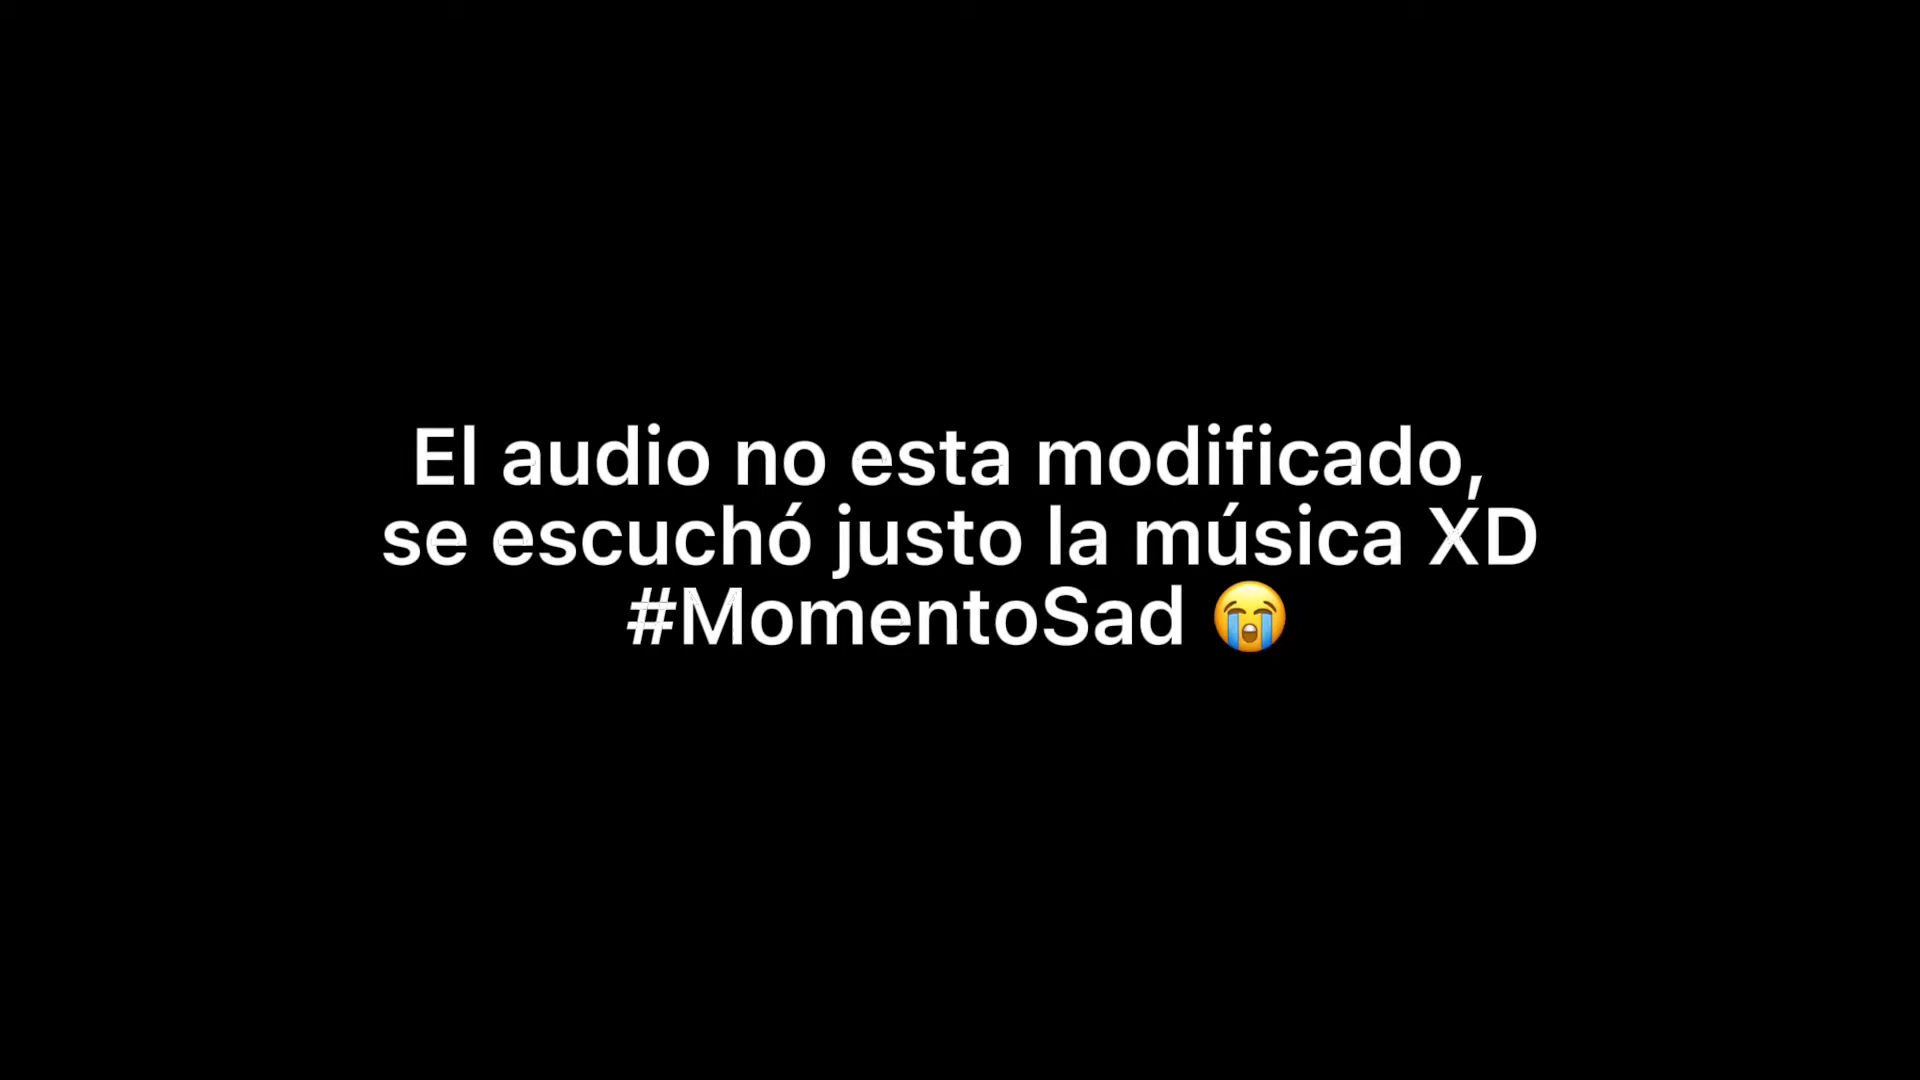 El audio no esta modificado,
se escuchó justo la música XD
#MomentoSad 😭